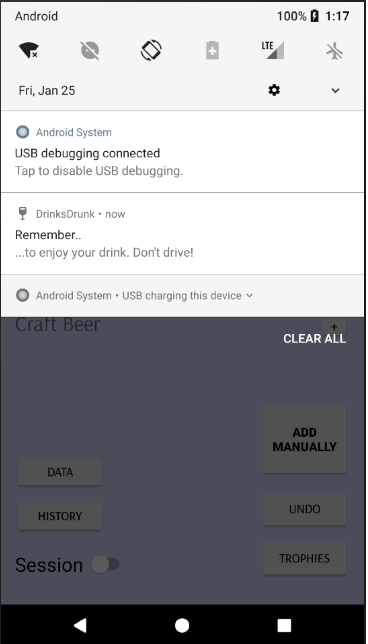 Android 100% 1:17
LTE
Fri, Jan 25
Android System
USB debugging connected
Tap to disable USB debugging.
DrinksDrunk • now
Remember..
...to enjoy your drink. Don't drive!
Android System • USB charging this device
Craft Beer +
CLEAR ALL
ADD
MANUALLY
DATA
UNDO
HISTORY
Session
TROPHIES